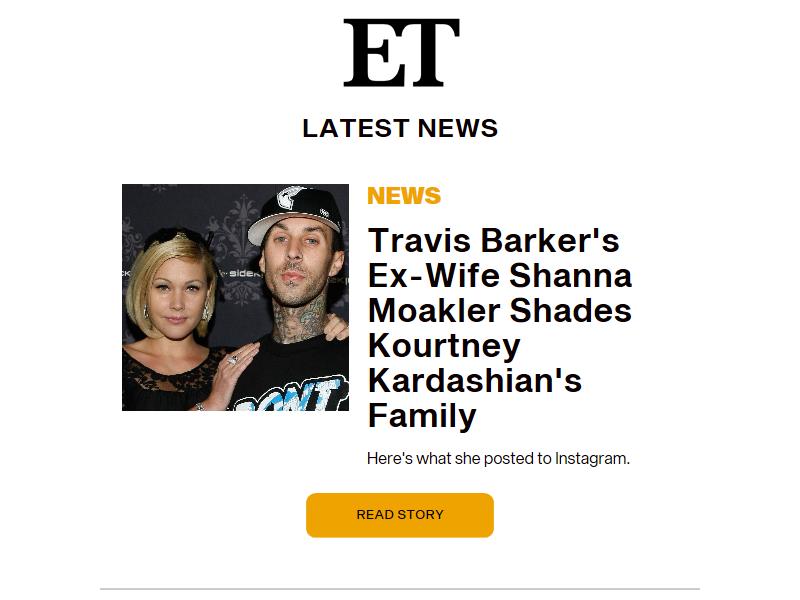 ET
LATEST NEWS
NEWS
Travis Barker's
Ex-Wife Shanna
Moakler Shades
Kourtney
Kardashian's
Family
Here's what she posted to Instagram.
READ STORY